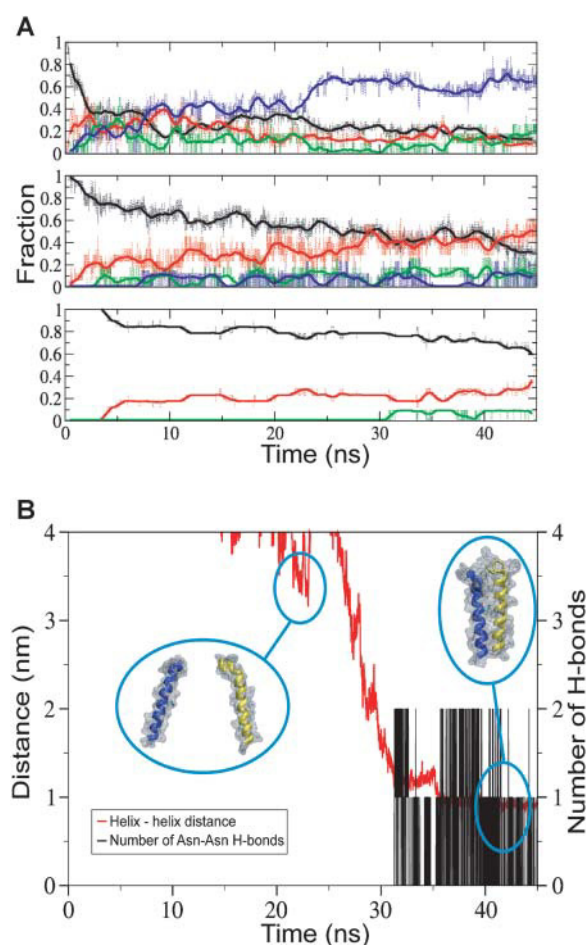 A
1
0.8
0.6
0.4
0.2
0
1
0.8
0.6
0.4
0.2
0
1
0.8
0.6
0.4
0.2
0
Fraction
0 10 20 30 40
Time (ns)
B
4
3
2
1
0
Distance (nm)
4
3
2
1
0
Number of H-bonds
Helix - helix distance
Number of Asn-Asn H-bonds
0 10 20 30 40
Time (ns)